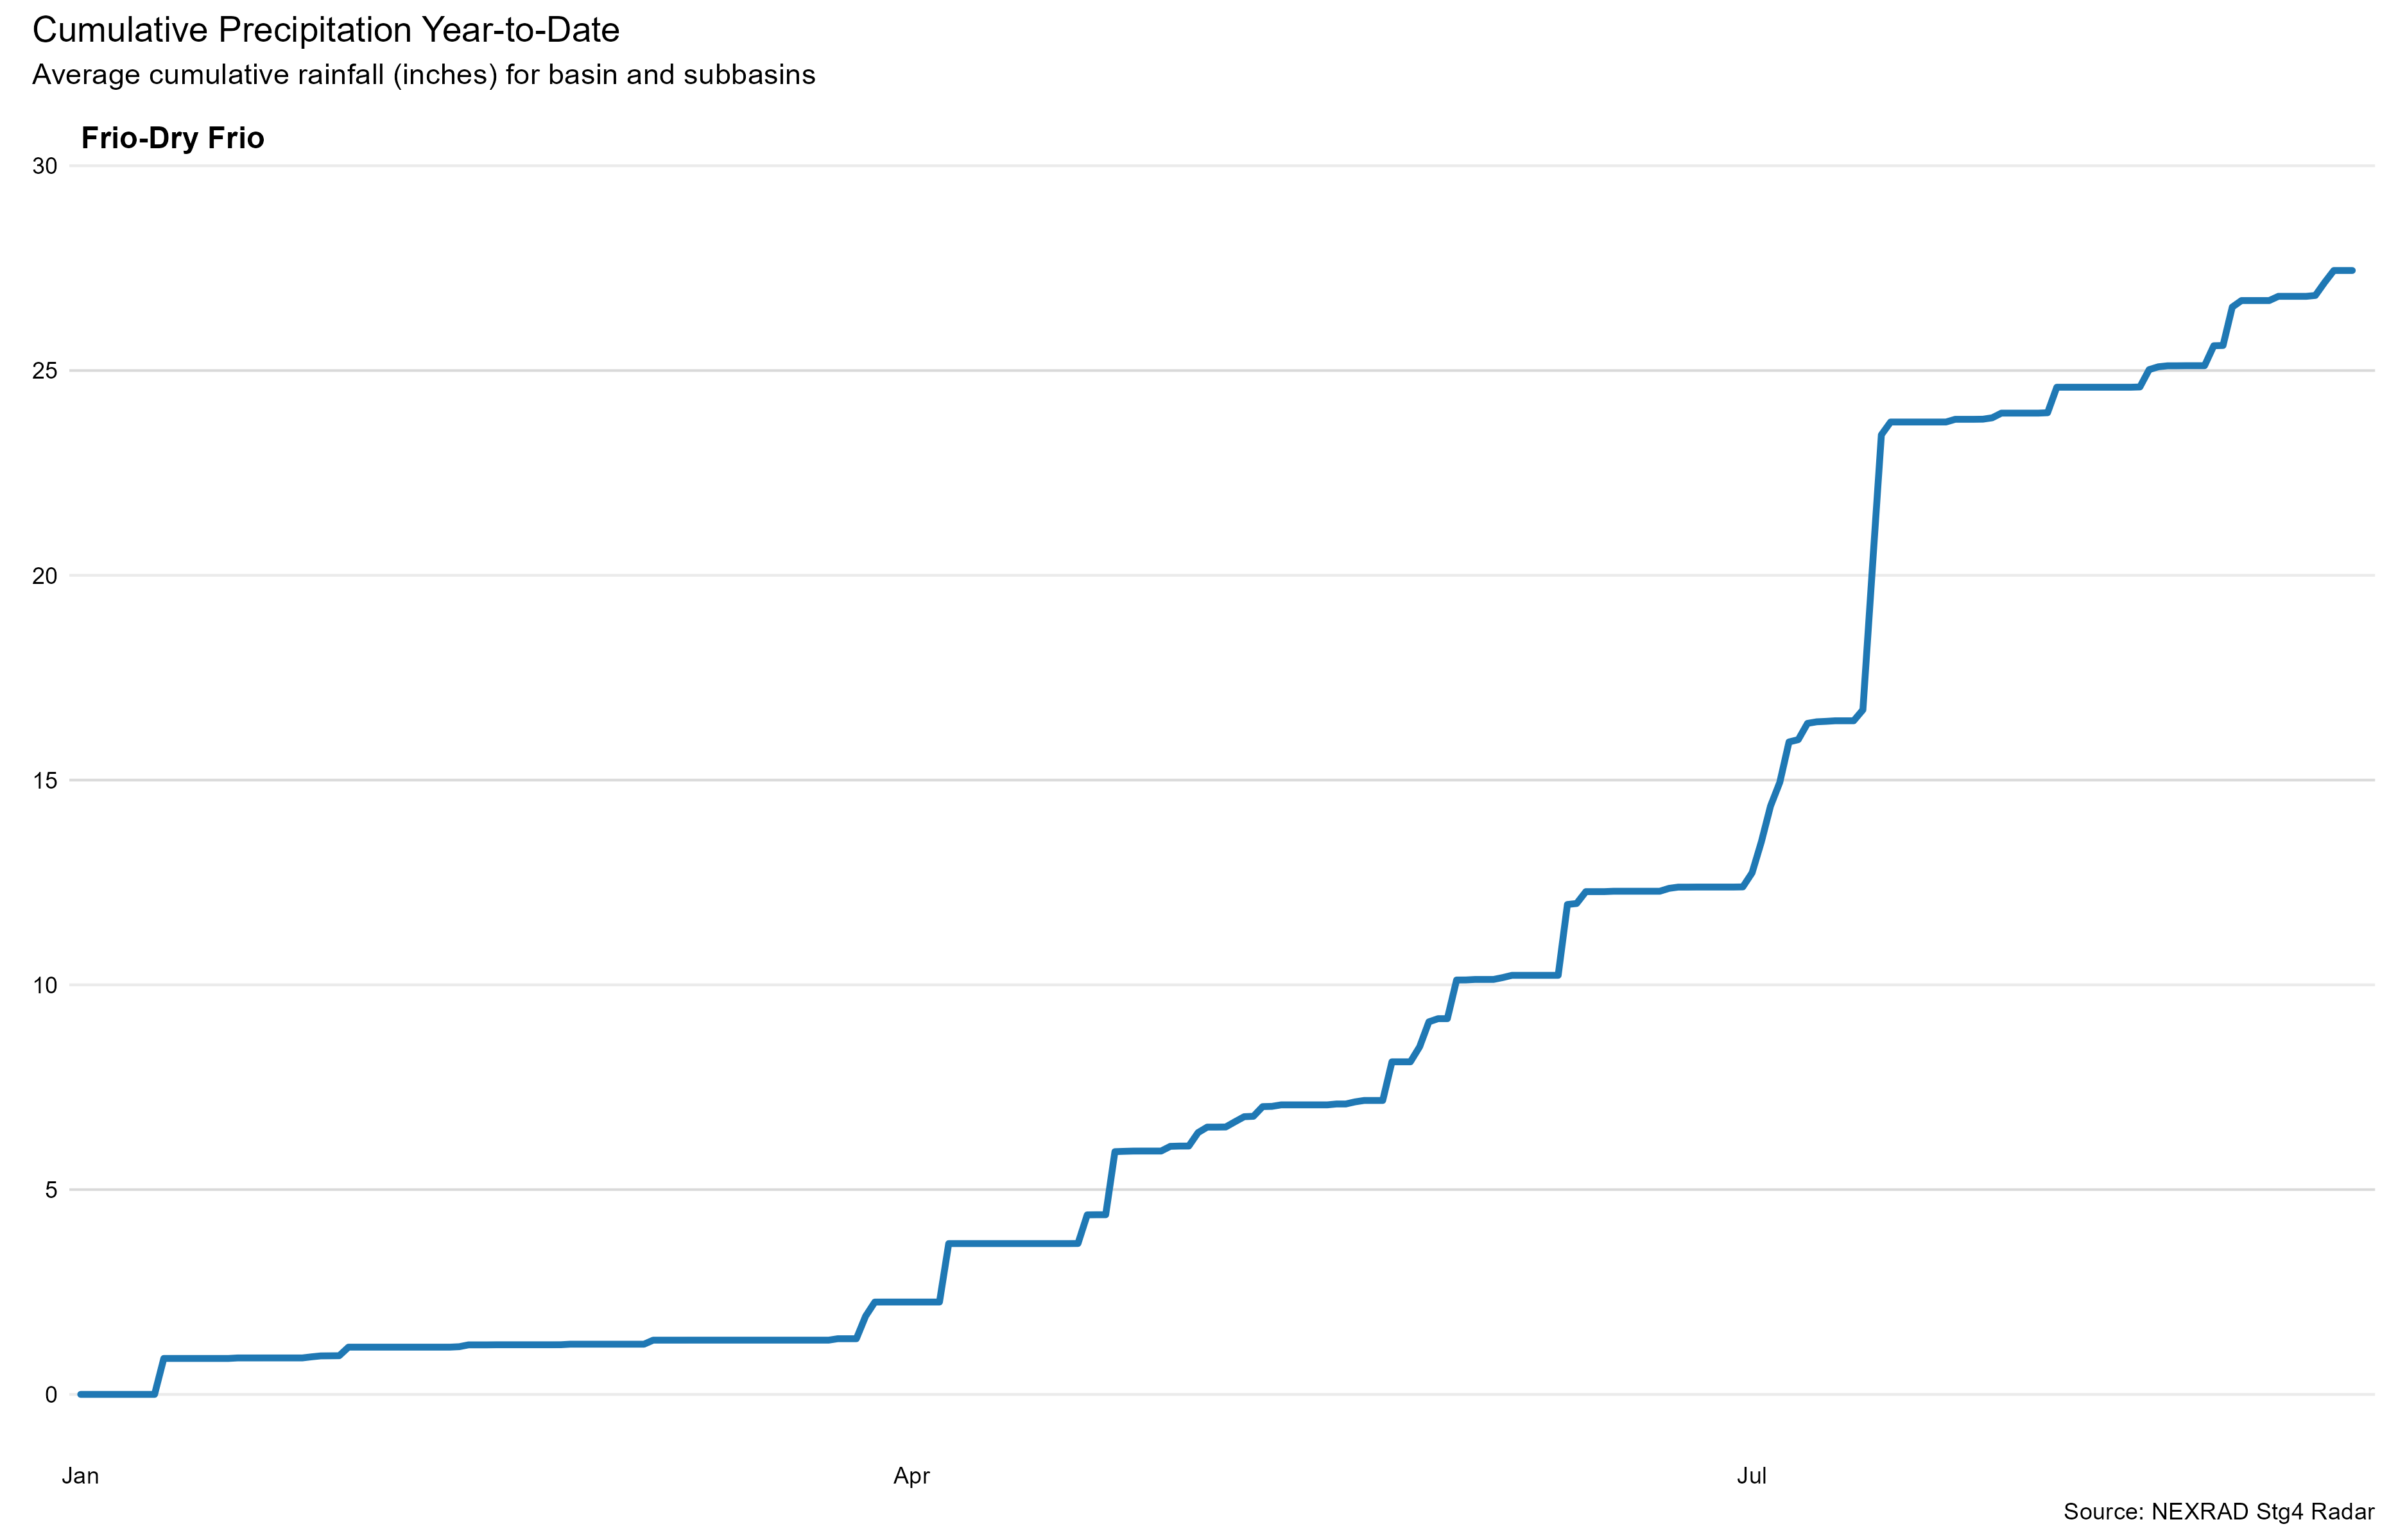 Cumulative Precipitation Year-to-Date
Average cumulative rainfall (inches) for basin and subbasins
Frio-Dry Frio
30
25
20
15
10
5
0
Jan Apr Jul
Source: NEXRAD Stg4 Radar